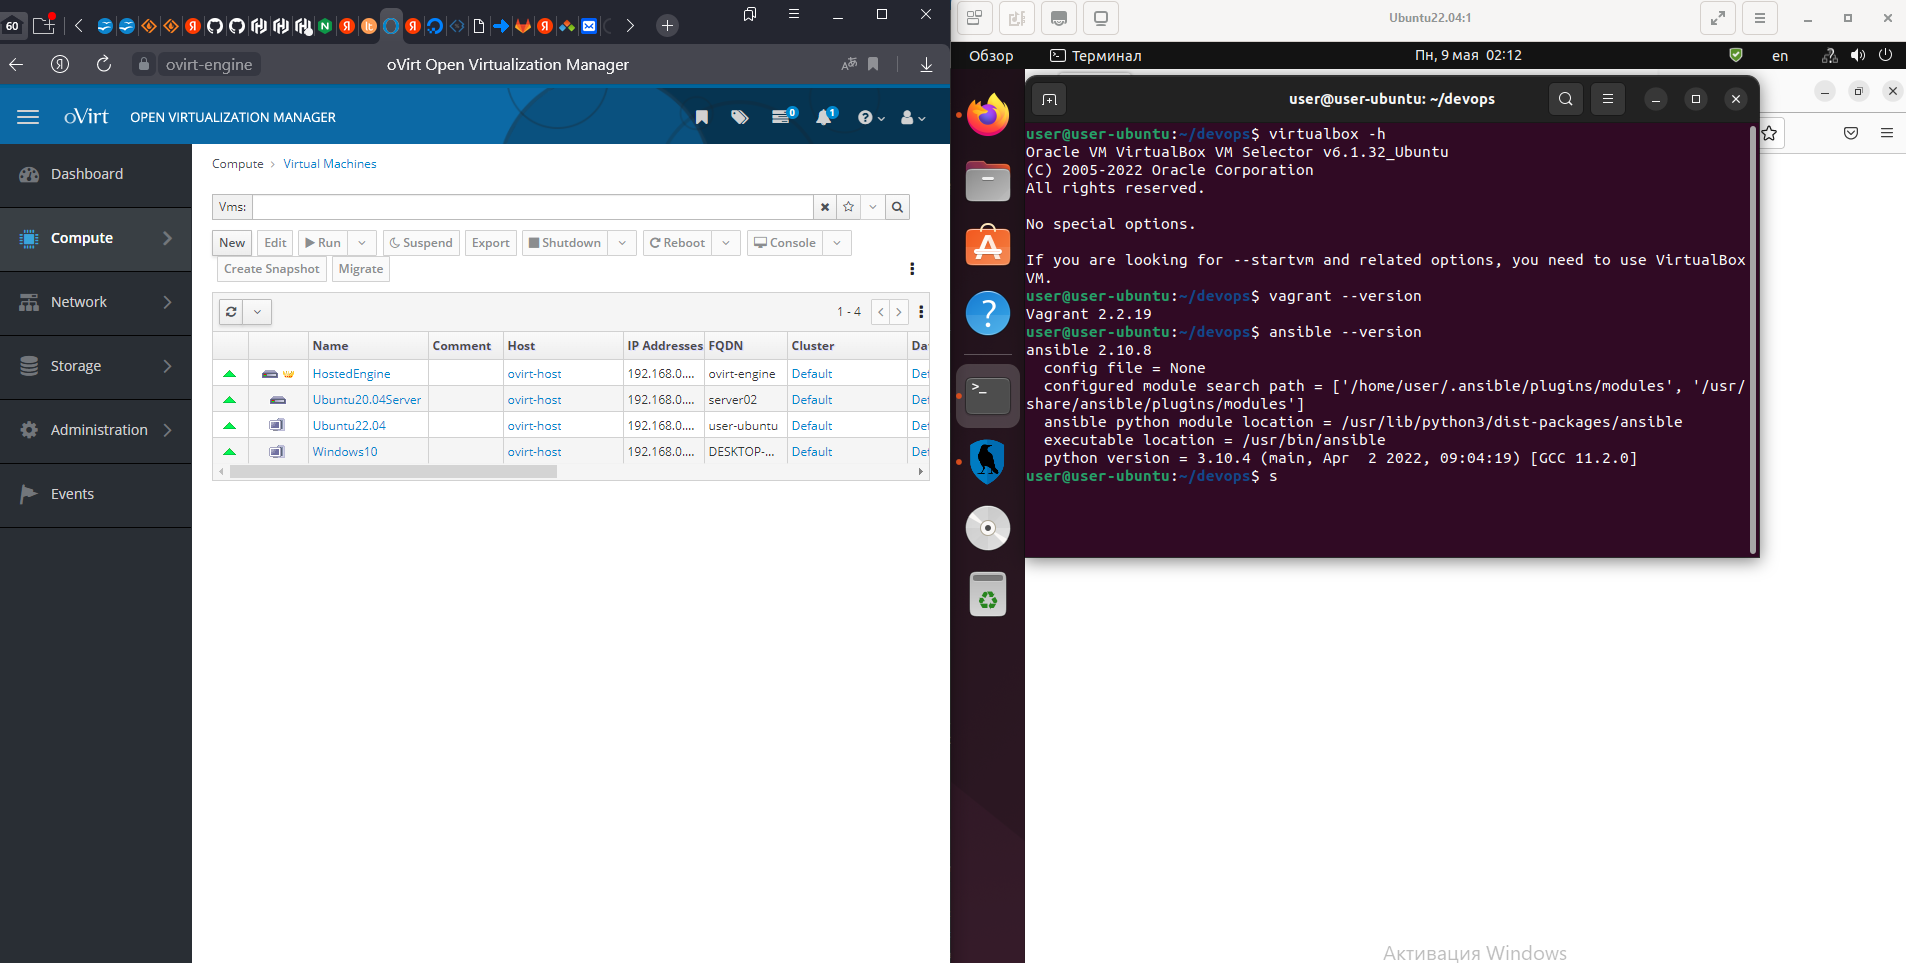 60
ovirt-engine
oVirt Open Virtualization Manager
oVirt OPEN VIRTUALIZATION MANAGER
0
1
Dashboard
Compute
Network
Storage
Administration
Events
Compute > Virtual Machines
Vms:
New Edit Run Suspend Export Shutdown Reboot Console
Create Snapshot Migrate
1 - 4
Name Comment Host IP Addresses FQDN Cluster Da
HostedEngine ovirt-host 192.168.0.... ovirt-engine Default Def
Ubuntu20.04Server ovirt-host 192.168.0.... server02 Default Def
Ubuntu22.04 ovirt-host 192.168.0.... user-ubuntu Default Def
Windows10 ovirt-host 192.168.0.... DESKTOP-... Default Def
Ubuntu22.04:1
Обзор Терминал Пн, 9 мая 02:12 en
user@user-ubuntu: ~/devops
user@user-ubuntu:~/devops$ virtualbox -h
Oracle VM VirtualBox VM Selector v6.1.32_Ubuntu
(C) 2005-2022 Oracle Corporation
All rights reserved.
No special options.
If you are looking for --startvm and related options, you need to use VirtualBox
VM.
user@user-ubuntu:~/devops$ vagrant --version
Vagrant 2.2.19
user@user-ubuntu:~/devops$ ansible --version
ansible 2.10.8
config file = None
configured module search path = ['/home/user/.ansible/plugins/modules', '/usr/
share/ansible/plugins/modules']
ansible python module location = /usr/lib/python3/dist-packages/ansible
executable location = /usr/bin/ansible
python version = 3.10.4 (main, Apr  2 2022, 09:04:19) [GCC 11.2.0]
user@user-ubuntu:~/devops$ s
Активация Windows